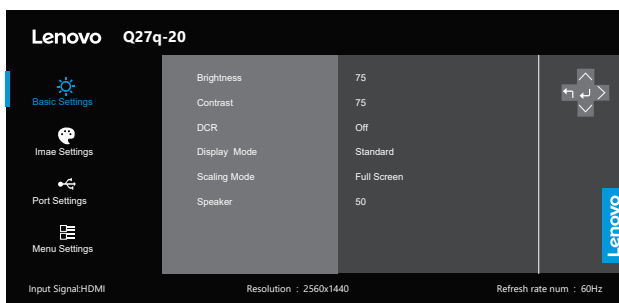 Lenovo Q27q-20
Basic Settings
Imae Settings
Port Settings
Menu Settings
Brightness 75
Contrast 75
DCR Off
Display Mode Standard
Scaling Mode Full Screen
Speaker 50
Lenovo
Input Signal:HDMI Resolution : 2560x1440 Refresh rate num : 60Hz